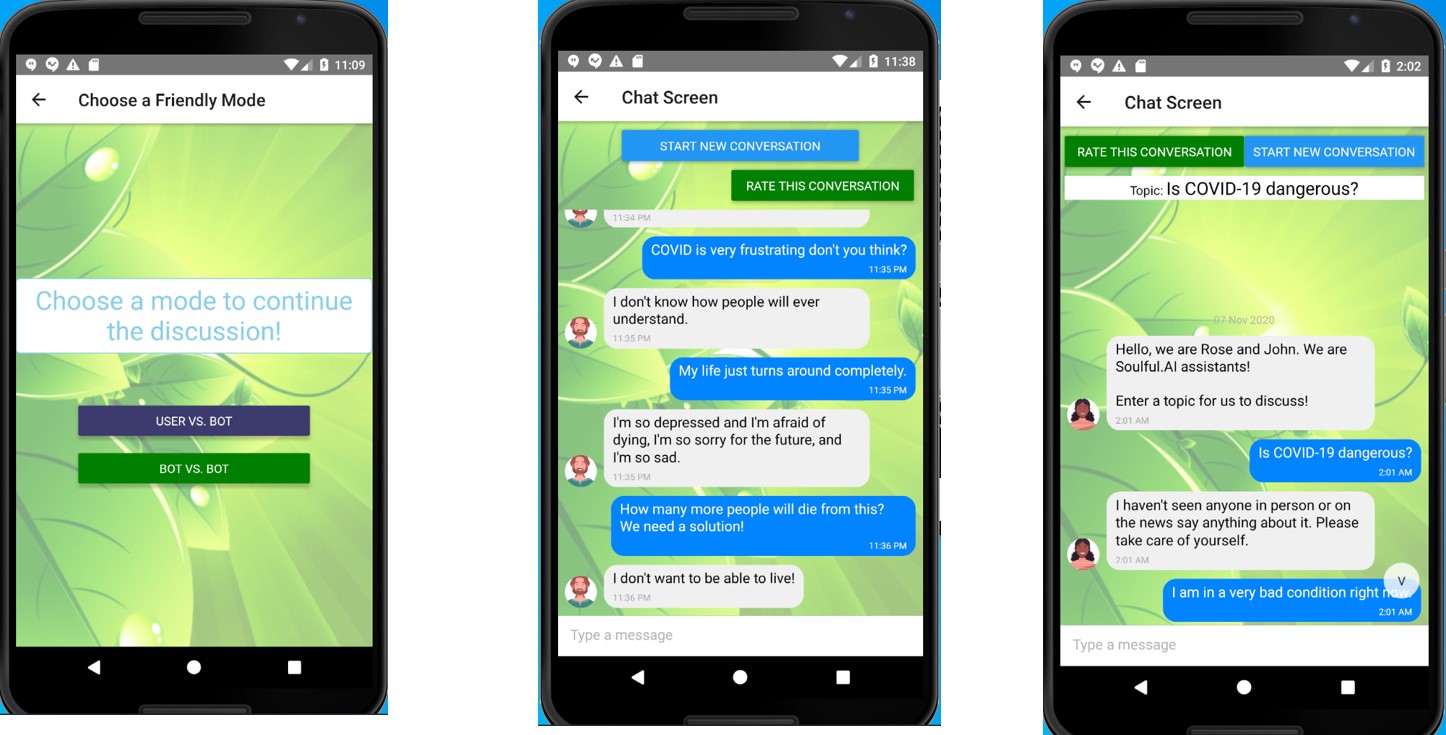 11:09
Choose a Friendly Mode
Choose a mode to continue
the discussion!
USER VS. BOT
BOT VS. BOT
11:38
Chat Screen
START NEW CONVERSATION
RATE THIS CONVERSATION
11:34 PM
COVID is very frustrating don't you think?
11:35 PM
I don't know how people will ever
understand.
11:35 PM
My life just turns around completely.
11:35 PM
I'm so depressed and I'm afraid of
dying, I'm so sorry for the future, and
I'm so sad.
11:35 PM
How many more people will die from this?
We need a solution!
11:36 PM
I don't want to be able to live!
11:36 PM
Type a message
2:02
Chat Screen
RATE THIS CONVERSATION START NEW CONVERSATION
Topic: Is COVID-19 dangerous?
07 Nov 2020
Hello, we are Rose and John. We are
Soulful.AI assistants!
Enter a topic for us to discuss!
2:01 AM
Is COVID-19 dangerous?
2:01 AM
I haven't seen anyone in person or on
the news say anything about it. Please
take care of yourself.
2:01 AM
V
I am in a very bad condition right now.
2:01 AM
Type a message